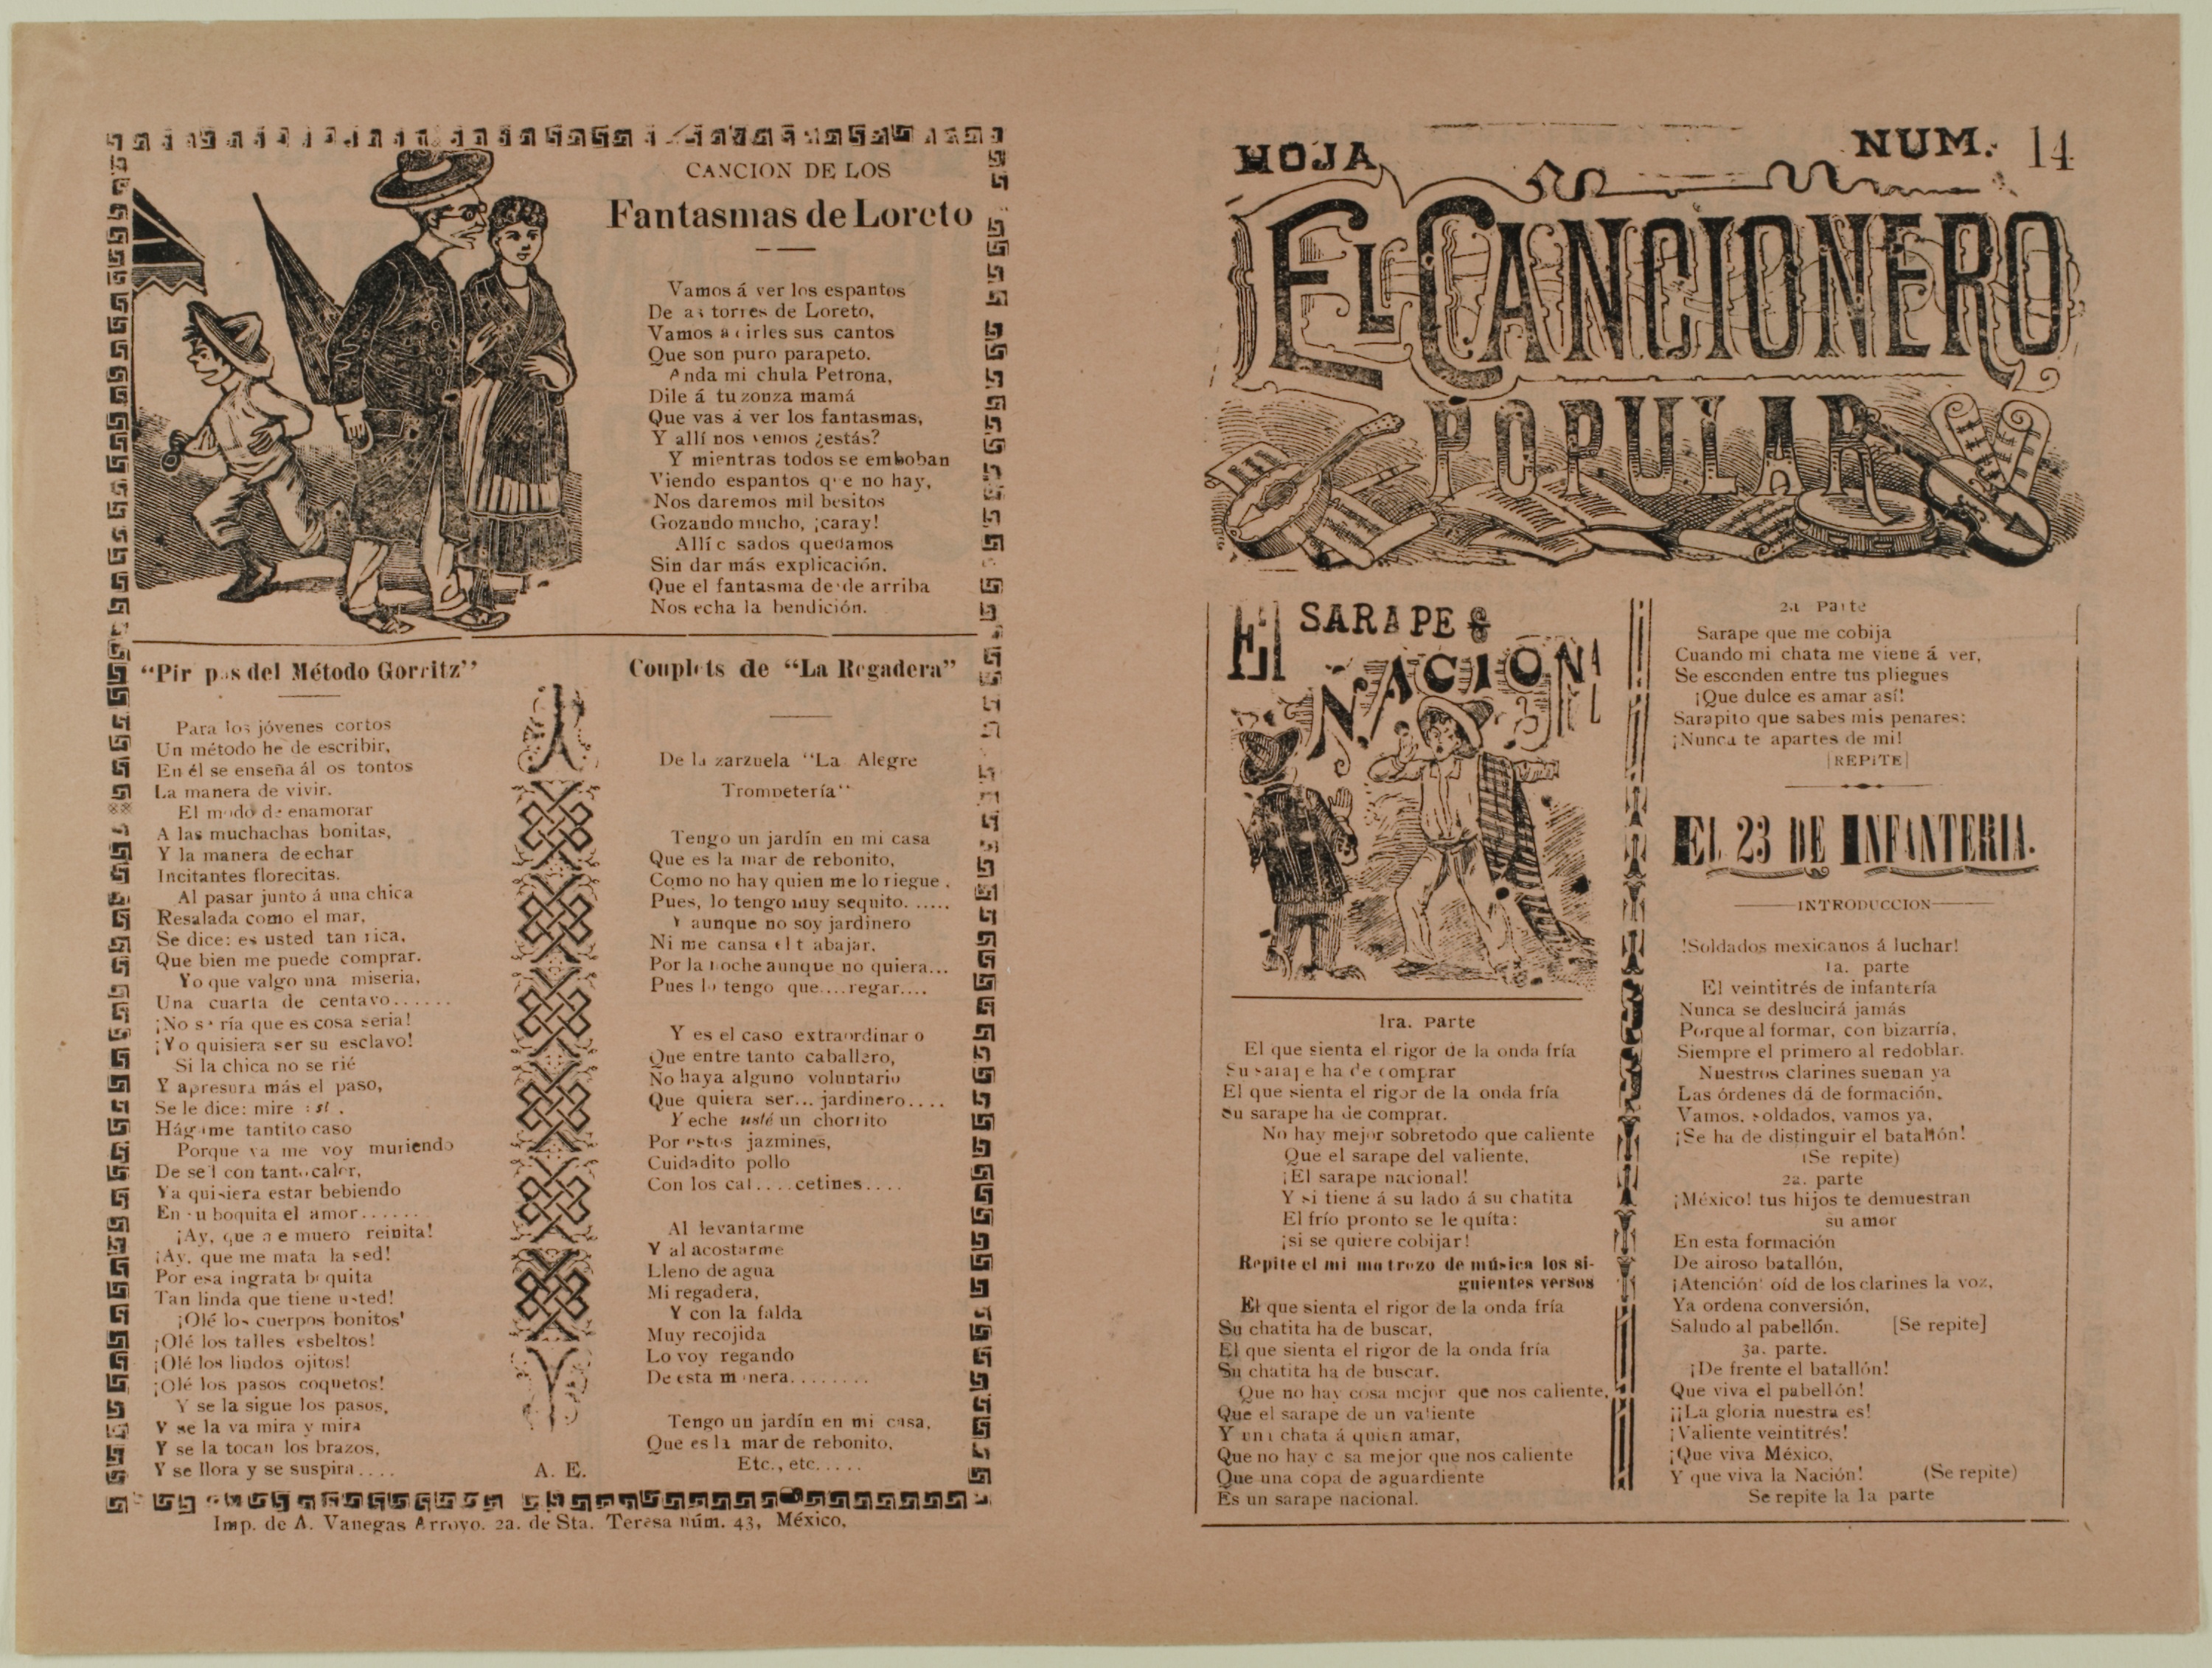 CANCION DE LOS
Fantasmas de Loreto
Vamos á ver los espantos
De as torres de Loreto,
Vamos a irles sus cantos
Que son puro parapeto.
Anda mi chula Petrona,
Dile á tu zonza mamá
Que vas á ver los fantasmas,
Y allí nos vemos ¿estás?
Y mientras todos se emboban
Viendo espantos q e no hay,
Nos daremos mil besitos
Gozando mucho, ¡caray!
Allí c sados quedamos
Sin dar más explicación.
Que el fantasma de de arriba
Nos echa la bendición.
“Pir p s del Método Gorritz”
Para los jóvenes cortos
Un método he de escribir,
En él se enseña ál os tontos
La manera de vivir.
El modo de enamorar
A las muchachas bonitas,
Y la manera de echar
Incitantes florecitas.
Al pasar junto á una chica
Resalada como el mar,
Se dice: es usted tan rica,
Que bien me puede comprar.
Yo que valgo una miseria,
Una cuarta de centavo......
¡No s ría que es cosa seria!
¡Yo quisiera ser su esclavo!
Si la chica no se rié
Y apresura más el paso,
Se le dice: mire sté.
Hágame tantito caso
Porque ya me voy muriendo
De sed con tanto calor,
Ya quisiera estar bebiendo
En u boquita el amor......
¡Ay, que me muero reinita!
¡Ay, que me mata la sed!
Por esa ingrata b quita
Tan linda que tiene usted!
¡Olé los cuerpos bonitos'
¡Olé los talles esbeltos!
¡Olé los lindos ojitos!
¡Olé los pasos coquetos!
Y se la sigue los pasos,
Y se la va mira y mira
Y se la tocan los brazos,
Y se llora y se suspira....
A. E.
Couplets de “La Regadera”
De la zarzuela “La Alegre
Trompetería“
Tengo un jardín en mi casa
Que es la mar de rebonito,
Como no hay quien me lo riegue.
Pues, lo tengo muy sequito......
Y aunque no soy jardinero
Ni me cansa el t abajar,
Por la noche aunque no quiera...
Pues lo tengo que....regar....
Y es el caso extraordinar o
Que entre tanto caballero,
No haya alguno voluntario
Que quiera ser... jardinero....
Y eche usté un chorrito
Por estos jazmines,
Cuidadito pollo
Con los cal....cetines....
Al levantarme
Y al acostarme
Lleno de agua
Mi regadera,
Y con la falda
Muy recojida
Lo voy regando
De esta manera........
Tengo un jardín en mi casa,
Que es la mar de rebonito,
Etc., etc.....
Imp. de A. Vanegas Arroyo. 2a. de Sta. Teresa núm. 43, México,
HOJA NUM. 14
EL CANCIONERO
POPULAR
El SARAPE
NACIONAL
1ra. Parte
El que sienta el rigor de la onda fría
Su sarape ha de comprar
El que sienta el rigor de la onda fría
Su sarape ha de comprar.
No hay mejor sobretodo que caliente
Que el sarape del valiente,
¡El sarape nacional!
Y si tiene á su lado á su chatita
El frío pronto se le quíta:
¡si se quiere cobijar!
Repite el mi mo trozo de música los si-
guientes versos
El que sienta el rigor de la onda fría
Su chatita ha de buscar,
El que sienta el rigor de la onda fría
Su chatita ha de buscar.
Que no hay cosa mejor que nos caliente,
Que el sarape de un valiente
Y una chata á quien amar,
Que no hay c sa mejor que nos caliente
Que una copa de aguardiente
Es un sarape nacional.
2a Parte
Sarape que me cobija
Cuando mi chata me viene á ver,
Se esconden entre tus pliegues
¡Que dulce es amar así!
Sarapito que sabes mis penares:
¡Nunca te apartes de mí!
[REPITE]
EL 23 DE INFANTERIA.
INTRODUCCION
!Soldados mexicanos á luchar!
1a. parte
El veintitrés de infantería
Nunca se deslucirá jamás
Porque al formar, con bizarría,
Siempre el primero al redoblar.
Nuestros clarines suenan ya
Las órdenes dá de formación,
Vamos, soldados, vamos ya,
¡Se ha de distinguir el batallón!
(Se repite)
2a. parte
¡México! tus hijos te demuestran
su amor
En esta formación
De airoso batallón,
¡Atención! oíd de los clarines la voz,
Ya ordena conversión,
Saludo al pabellón. [Se repite]
3a. parte.
¡De frente el batallón!
Que viva el pabellón!
¡¡La gloria nuestra es!
¡Valiente veintitrés!
¡Que viva México,
Y que viva la Nación! (Se repite)
Se repite la 1a parte